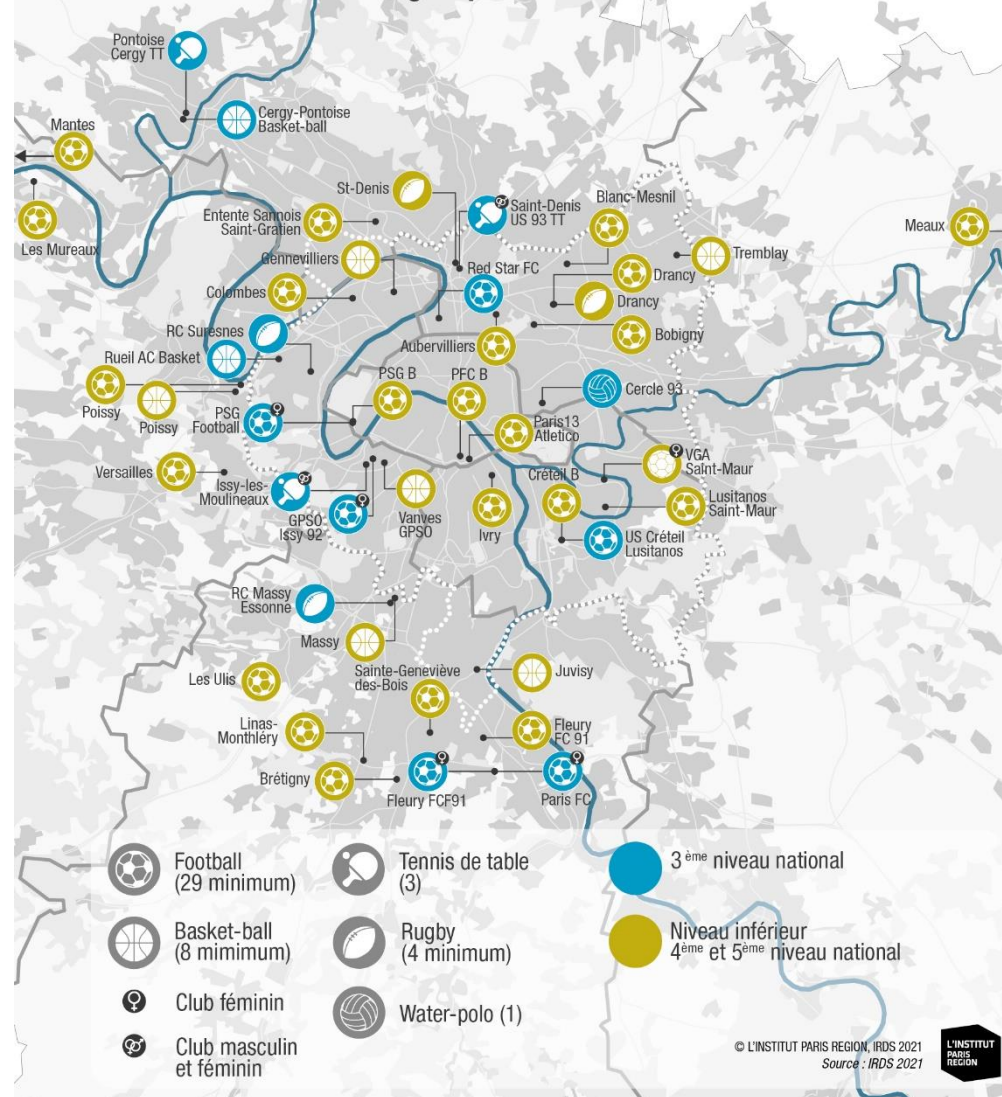 Pontoise
Cergy TT
Cergy-Pontoise
Basket-ball
Mantes
Les Mureaux
St-Denis
Saint-Denis
US 93 TT
Blanc-Mesnil
Meaux
Entente Sannois
Saint-Gratien
Gennevilliers
Red Star FC
Drancy
Tremblay
Colombes
Drancy
RC Suresnes
Bobigny
Rueil AC Basket
Aubervilliers
Poissy
Poissy
PSG B
PFC B
Cercle 93
PSG
Football
Paris13
Atletico
Versailles
Issy-les-
Moulineaux
Créteil B
VGA
Saint-Maur
GPSO
Issy 92
Vanves
GPSO
Ivry
Lusitanos
Saint-Maur
US Créteil
Lusitanos
RC Massy
Essonne
Massy
Les Ulis
Sainte-Geneviève
des-Bois
Juvisy
Linas-
Monthléry
Fleury
FC 91
Brétigny
Fleury FCF91
Paris FC
Football
(29 minimum)
Tennis de table
(3)
3ème niveau national
Basket-ball
(8 mimimum)
Rugby
(4 minimum)
Niveau inférieur
4ème et 5ème niveau national
Club féminin
Water-polo (1)
Club masculin
et féminin
© L'INSTITUT PARIS REGION, IRDS 2021
Source : IRDS 2021
L'INSTITUT
PARIS
REGION